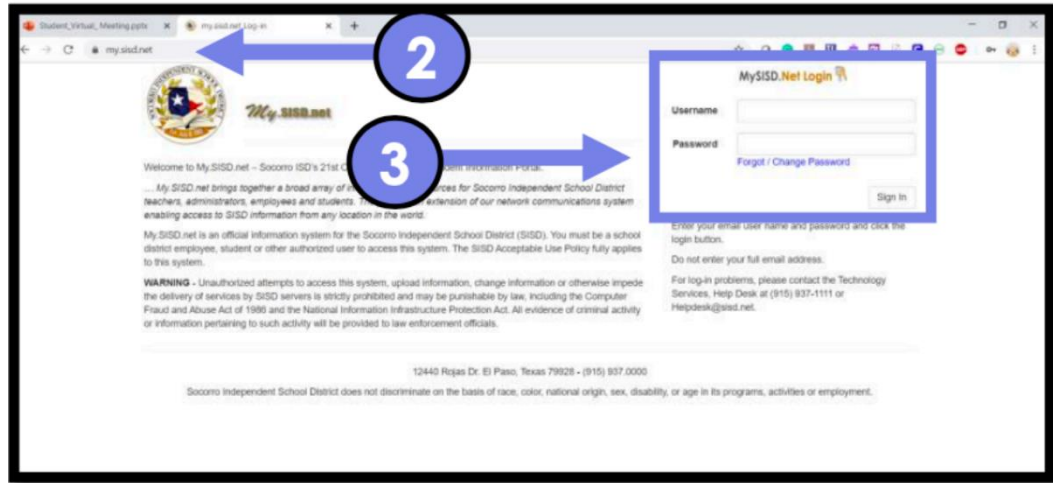 Student_Virtual_ Meeting.pptx
my.sisd.net Log-in
my.sisd.net
2
MySISD.Net Login
Username
My.SISD.net
Password
3
Forgot / Change Password
Sign In
Welcome to My.SISD.net – Socorro ISD's 21st Information Portal.
.... My.SISD.net brings together a broad array of for Socorro Independent School District
teachers, administrators, employees and students. extension of our network communications system
enabling access to SISD information from any location in the world.
My.SISD.net is an official information system for the Socorro Independent School District (SISD). You must be a school
district employee, student or other authorized user to access this system. The SISD Acceptable Use Policy fully applies
to this system.
WARNING - Unauthorized attempts to access this system, upload information, change information or otherwise impede
the delivery of services by SISD servers is strictly prohibited and may be punishable by law, including the Computer
Fraud and Abuse Act of 1986 and the National Information Infrastructure Protection Act. All evidence of criminal activity
or information pertaining to such activity will be provided to law enforcement officials.
Enter your email user name and password and click the
login button.
Do not enter your full email address.
For log-in problems, please contact the Technology
Services, Help Desk at (915) 937-1111 or
Helpdesk@sisd.net.
12440 Rojas Dr. El Paso, Texas 79928 - (915) 937.0000
Socorro Independent School District does not discriminate on the basis of race, color, national origin, sex, disability, or age in its programs, activities or employment.